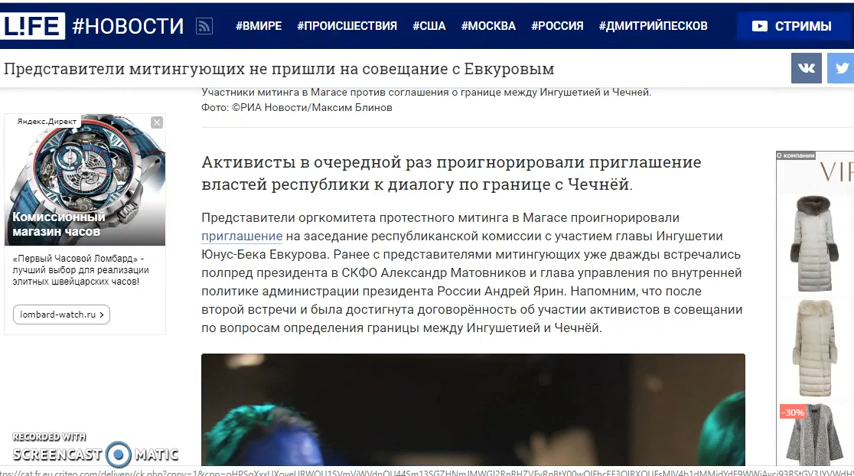 L!FE #НОВОСТИ #ВМИРЕ #ПРОИСШЕСТВИЯ #США #МОСКВА #РОССИЯ #ДМИТРИЙПЕСКОВ СТРИМЫ
Представители митингующих не пришли на совещание с Евкуровым
Участники митинга в Магасе против соглашения о границе между Ингушетией и Чечнёй.
Фото: ©РИА Новости/Максим Блинов
Яндекс.Директ
Комиссионный
магазин часов
«Первый Часовой Ломбард» -
лучший выбор для реализации
элитных швейцарских часов!
lombard-watch.ru
Активисты в очередной раз проигнорировали приглашение
властей республики к диалогу по границе с Чечнёй.
Представители оргкомитета протестного митинга в Магасе проигнорировали
приглашение на заседание республиканской комиссии с участием главы Ингушетии
Юнус-Бека Евкурова. Ранее с представителями митингующих уже дважды встречались
полпред президента в СКФО Александр Матовников и глава управления по внутренней
политике администрации президента России Андрей Ярин. Напомним, что после
второй встречи и была достигнута договорённость об участии активистов в совещании
по вопросам определения границы между Ингушетией и Чечнёй.
О компании
VIP
-30%
RECORDED WITH
SCREENCAST MATIC